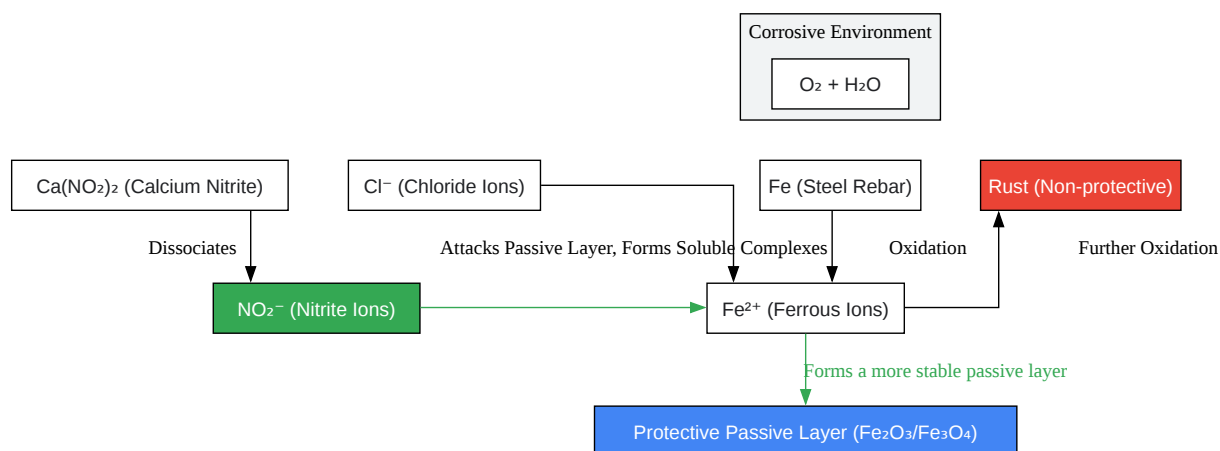 Corrosive Environment
O₂ + H₂O
Ca(NO₂)₂ (Calcium Nitrite)
Cl⁻ (Chloride Ions)
Fe (Steel Rebar)
Rust (Non-protective)
Dissociates
Attacks Passive Layer, Forms Soluble Complexes
Oxidation
Further Oxidation
NO₂⁻ (Nitrite Ions)
Fe²⁺ (Ferrous Ions)
Forms a more stable passive layer
Protective Passive Layer (Fe₂O₃/Fe₃O₄)